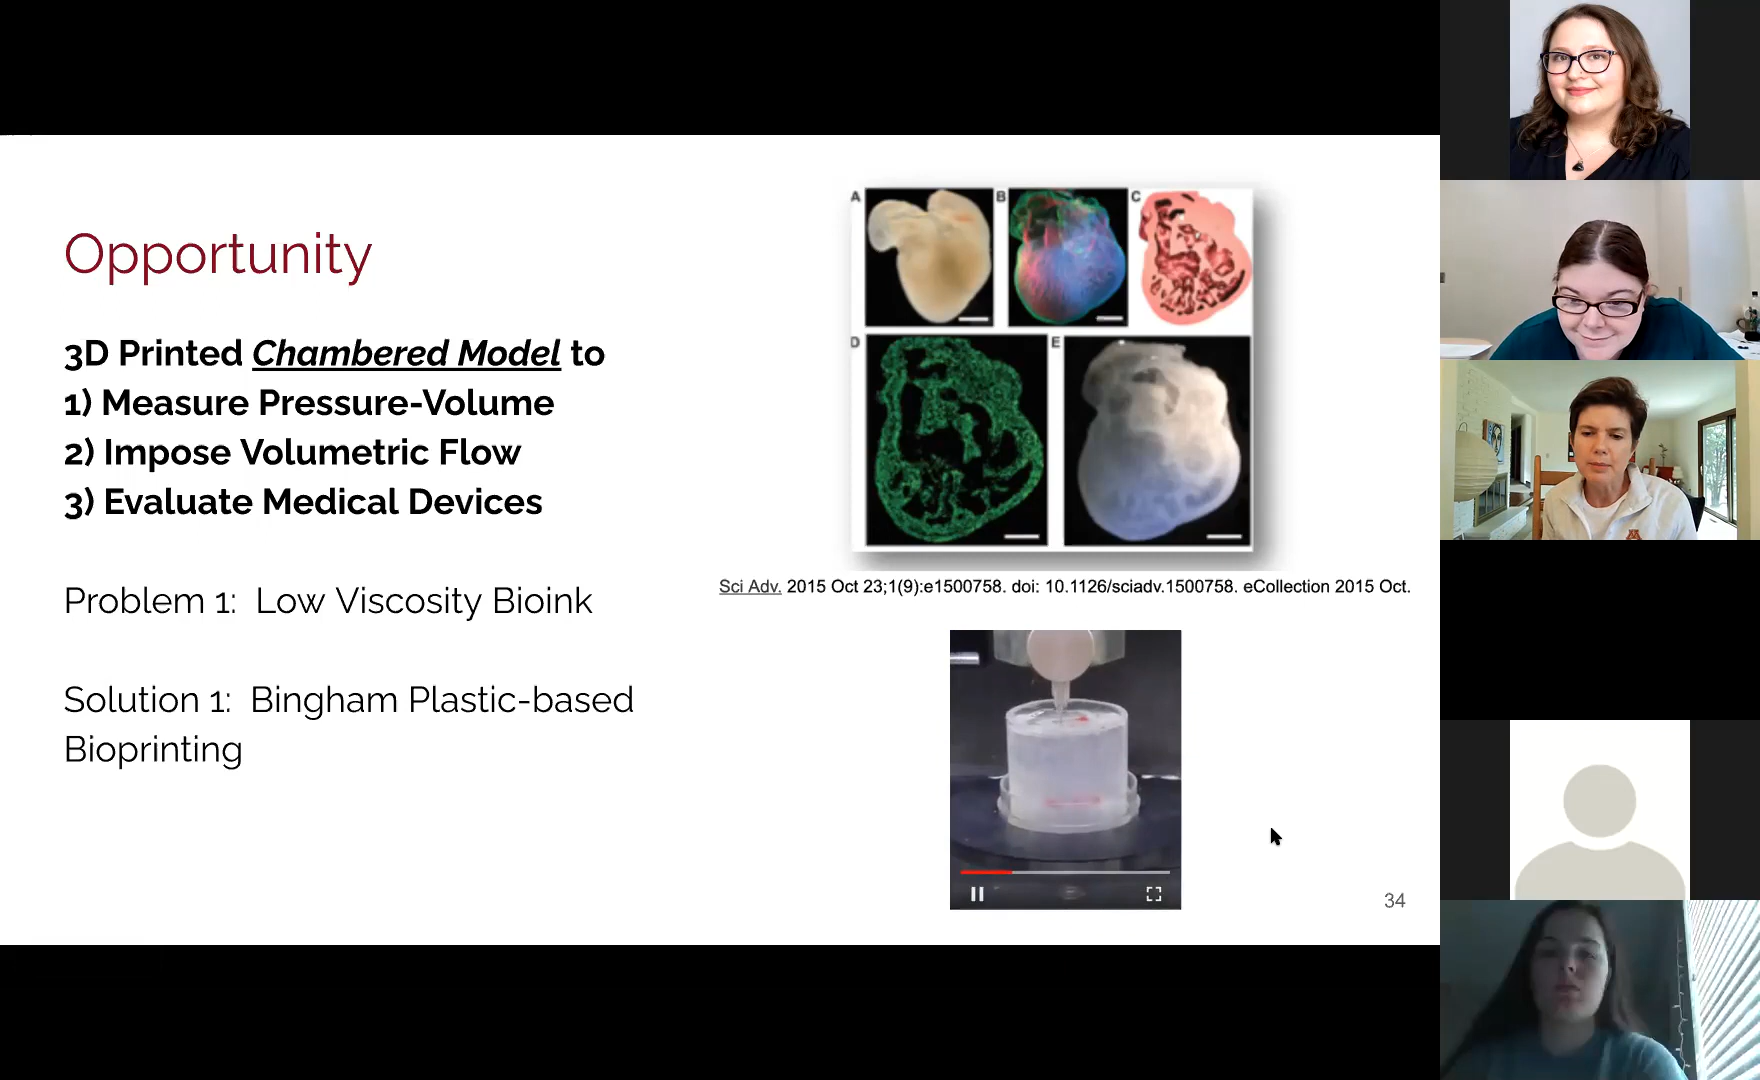 Opportunity
3D Printed Chambered Model to
1) Measure Pressure-Volume
2) Impose Volumetric Flow
3) Evaluate Medical Devices
Problem 1: Low Viscosity Bioink
Solution 1: Bingham Plastic-based
Bioprinting
A
B
C
D
E
Sci Adv. 2015 Oct 23;1(9):e1500758. doi: 10.1126/sciadv.1500758. eCollection 2015 Oct.
34